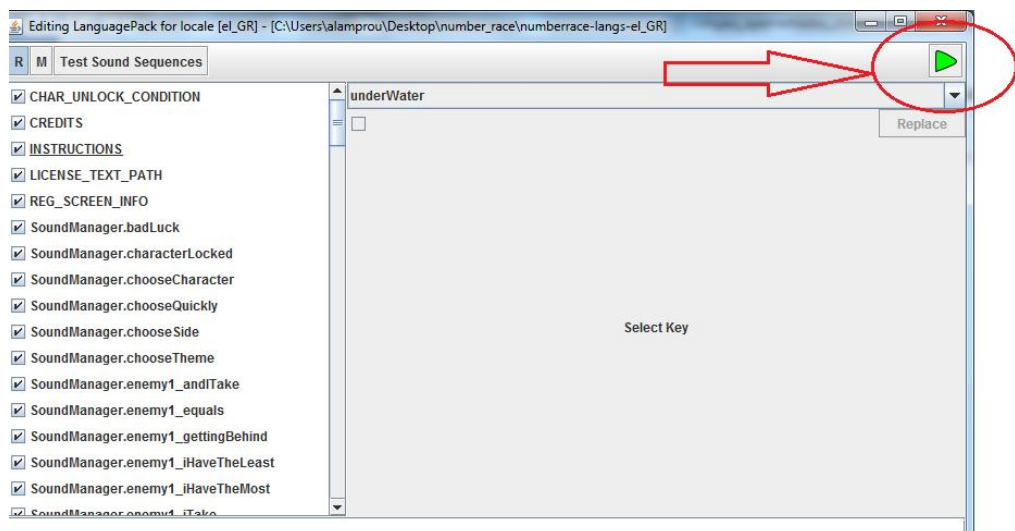 Editing LanguagePack for locale [el_GR] - [C:\Users\alamprou\Desktop\number_race\numberrace-langs-el_GR]
R M Test Sound Sequences
CHAR_UNLOCK_CONDITION
CREDITS
INSTRUCTIONS
LICENSE_TEXT_PATH
REG_SCREEN_INFO
SoundManager.badLuck
SoundManager.characterLocked
SoundManager.chooseCharacter
SoundManager.chooseQuickly
SoundManager.chooseSide
SoundManager.chooseTheme
SoundManager.enemy1_andITake
SoundManager.enemy1_equals
SoundManager.enemy1_gettingBehind
SoundManager.enemy1_iHaveTheLeast
SoundManager.enemy1_iHaveTheMost
SoundManager.enemy1_iTake
underWater
Replace
Select Key